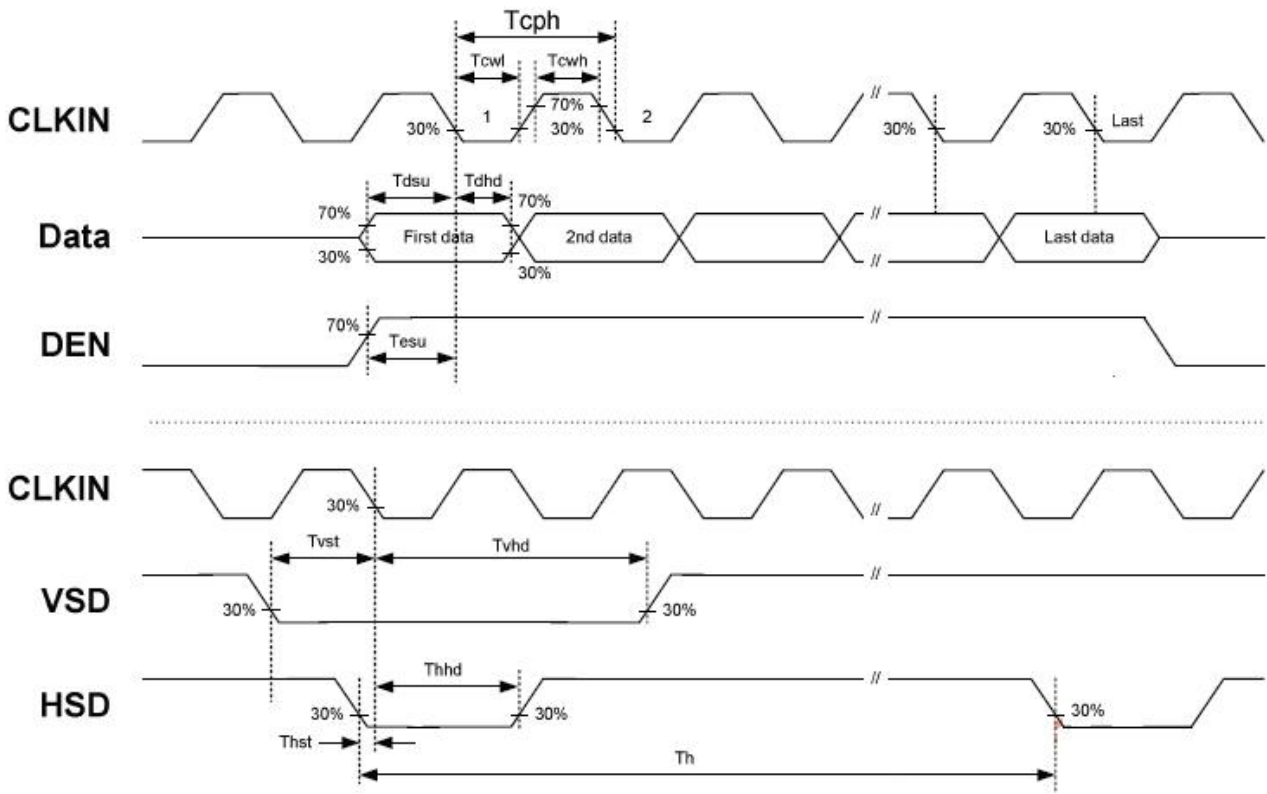 Tcph
Tcwl Tcwh
CLKIN 30% 1 70% 30% 2 // 30% 30% Last
Tdsu Tdhd
70% 70%
Data First data 2nd data // Last data
30% 30% //
DEN 70% Tesu //
CLKIN 30% //
Tvst Tvhd
VSD 30% 30% //
Thhd //
HSD 30% 30% 30%
Thst
Th